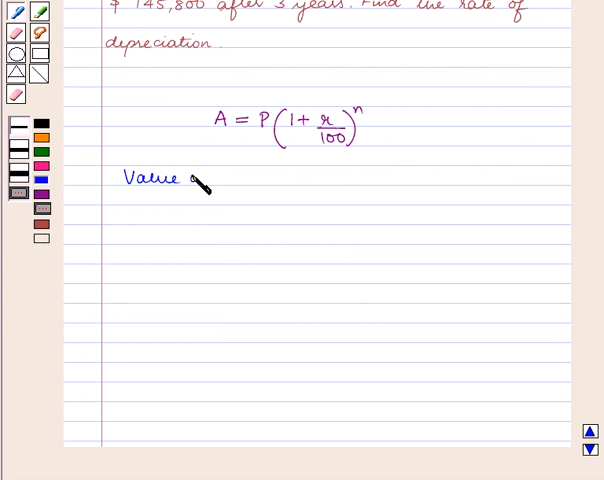 $ 145,800 after 3 years. Find the rate of
depreciation.
A = P(1 + r/100)^n
Value